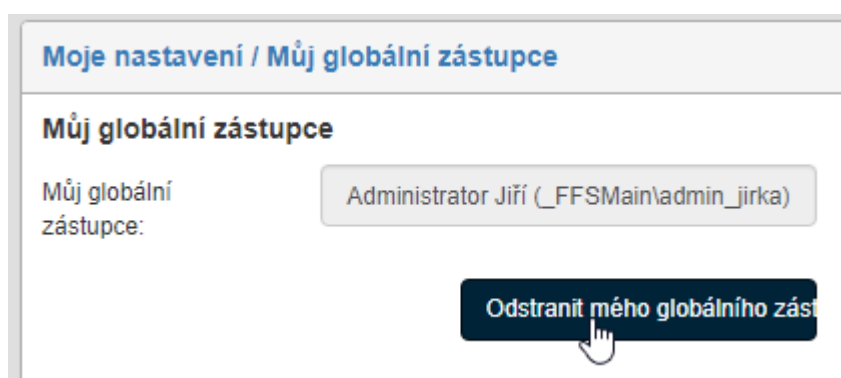 Moje nastavení / Můj globální zástupce
Můj globální zástupce
Můj globální
zástupce:
Administrator Jiří (_FFSMain\admin_jirka)
Odstranit mého globálního zást